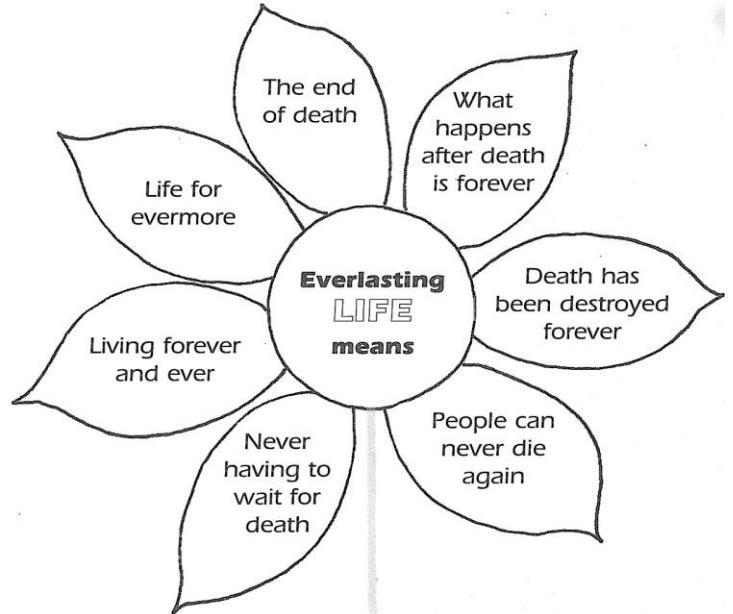 The end
of death
What
happens
after death
is forever
Life for
evermore
Everlasting
LIFE
means
Death has
been destroyed
forever
Living forever
and ever
People can
never die
again
Never
having to
wait for
death